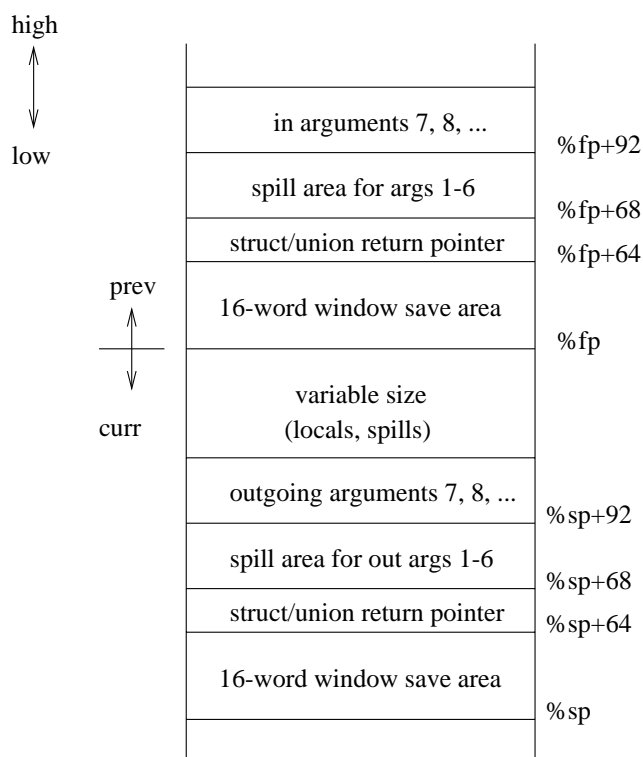 high
low
in arguments 7, 8, ...
%fp+92
spill area for args 1-6
%fp+68
struct/union return pointer
%fp+64
prev
16-word window save area
%fp
curr
variable size
(locals, spills)
outgoing arguments 7, 8, ...
%sp+92
spill area for out args 1-6
%sp+68
struct/union return pointer
%sp+64
16-word window save area
%sp